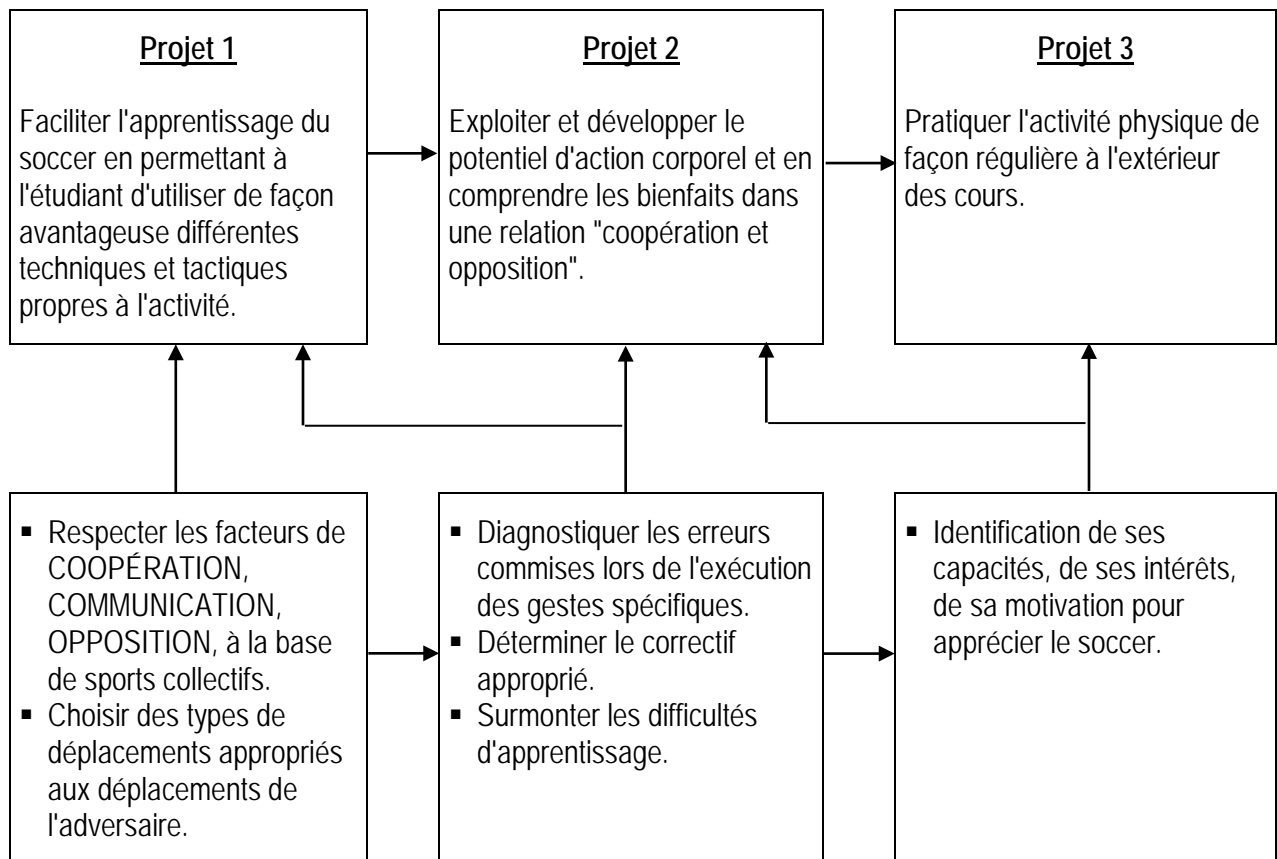 Projet 1
Faciliter l'apprentissage du
soccer en permettant à
l'étudiant d'utiliser de façon
avantageuse différentes
techniques et tactiques
propres à l'activité.
Projet 2
Exploiter et développer le
potentiel d'action corporel et en
comprendre les bienfaits dans
une relation "coopération et
opposition".
Projet 3
Pratiquer l'activité physique de
façon régulière à l'extérieur
des cours.
▪ Respecter les facteurs de
COOPÉRATION,
COMMUNICATION,
OPPOSITION, à la base
de sports collectifs.
▪ Choisir des types de
déplacements appropriés
aux déplacements de
l'adversaire.
▪ Diagnostiquer les erreurs
commises lors de l'exécution
des gestes spécifiques.
▪ Déterminer le correctif
approprié.
▪ Surmonter les difficultés
d'apprentissage.
▪ Identification de ses
capacités, de ses intérêts,
de sa motivation pour
apprécier le soccer.